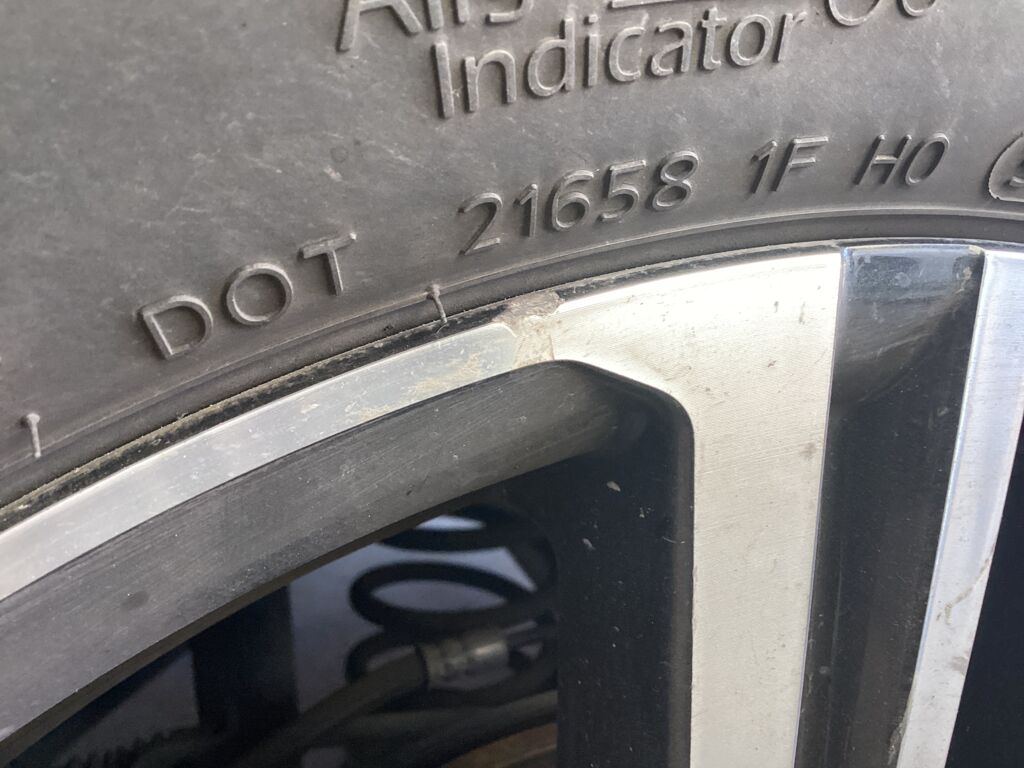 Indicator
DOT 21658 1F H0